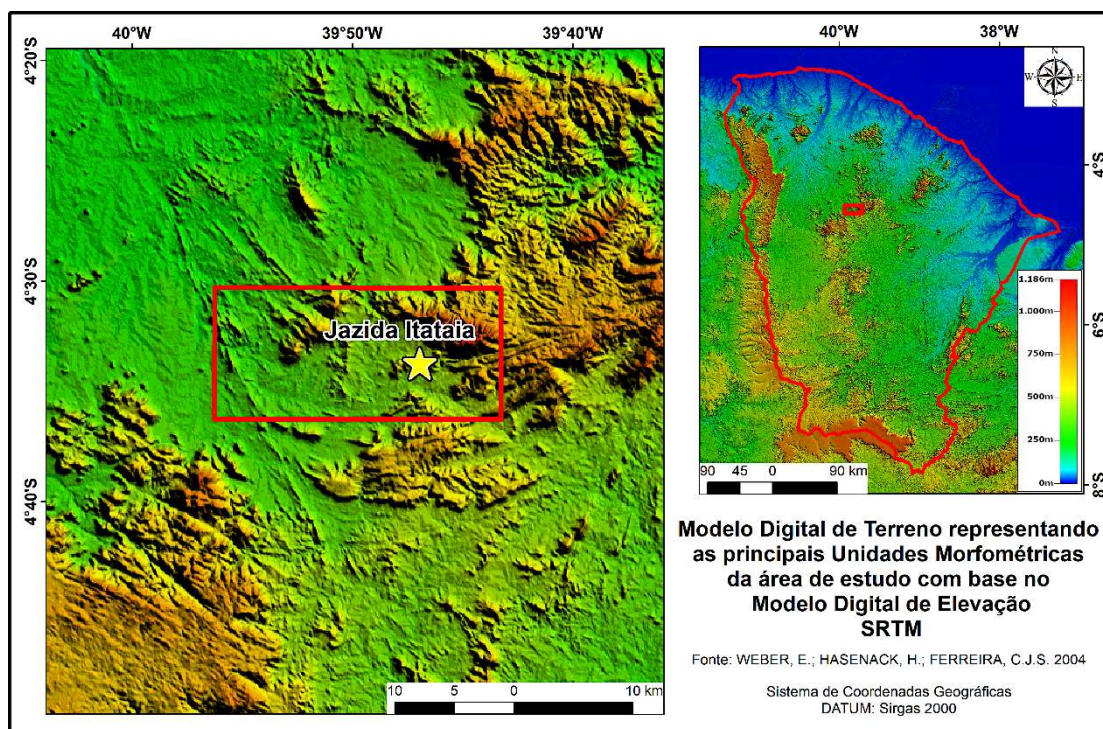 40°W 39°50'W 39°40'W
4°20'S
4°30'S
4°40'S
Jazida Itataia
10 5 0 10 km
40°W 38°W
N
W E
S
4°S
6°S
8°S
1.186m
1.000m
750m
500m
250m
0m
90 45 0 90 km
Modelo Digital de Terreno representando
as principais Unidades Morfométricas
da área de estudo com base no
Modelo Digital de Elevação
SRTM
Fonte: WEBER, E.; HASENACK, H.; FERREIRA, C.J.S. 2004
Sistema de Coordenadas Geográficas
DATUM: Sirgas 2000